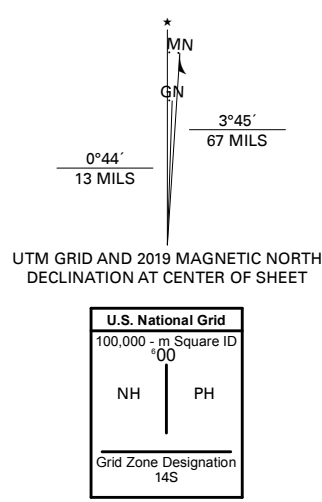 ★
MN
GN
3°45´
67 MILS
0°44´
13 MILS
UTM GRID AND 2019 MAGNETIC NORTH
DECLINATION AT CENTER OF SHEET
U.S. National Grid
100,000 - m Square ID
⁶00
NH PH
Grid Zone Designation
14S